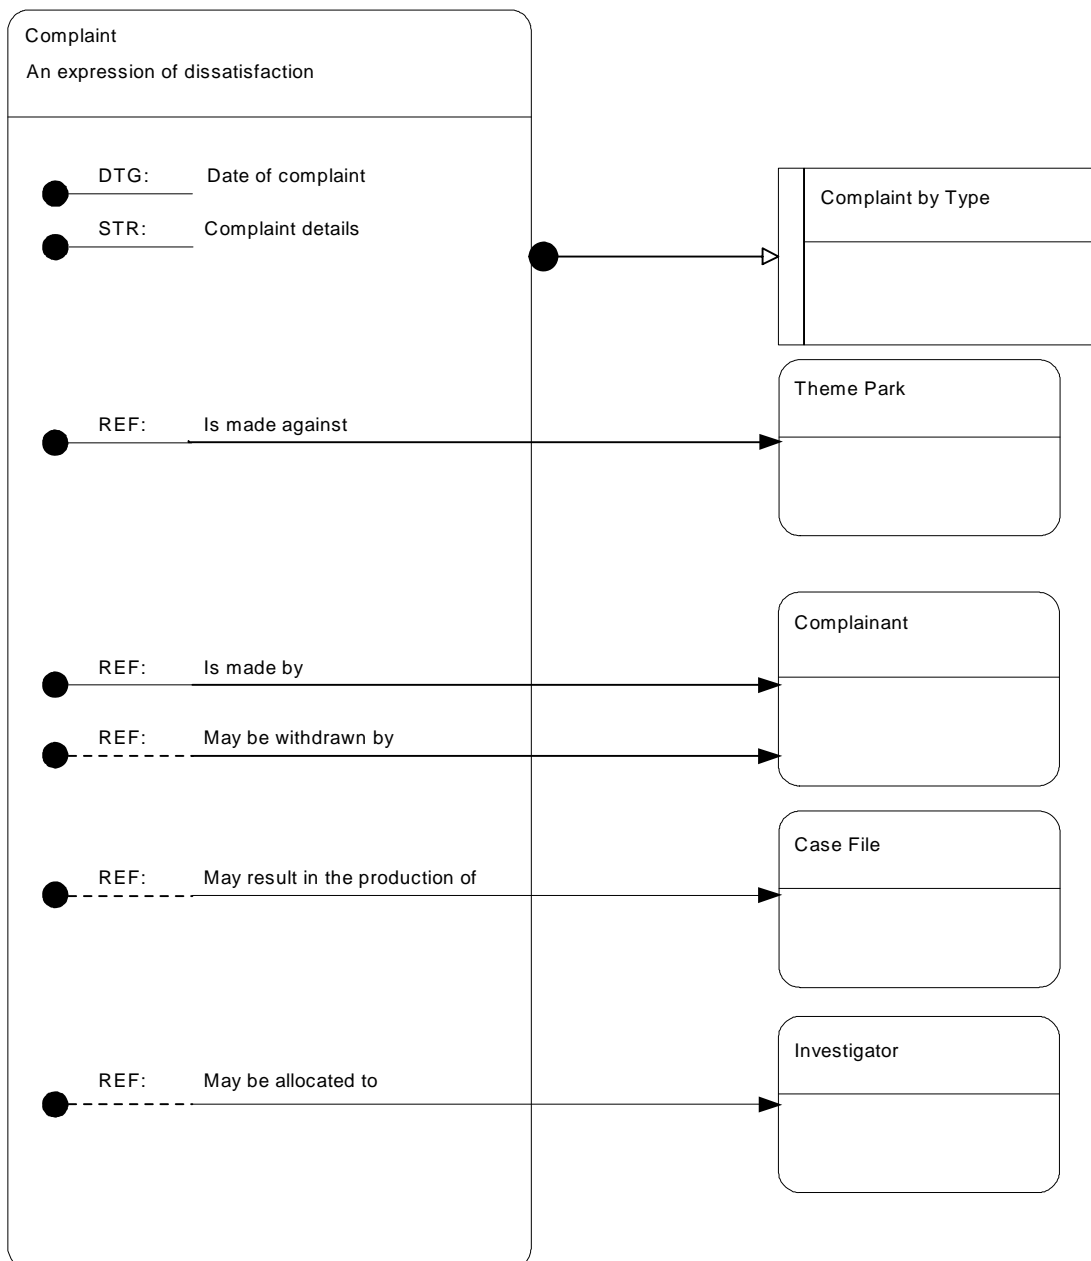 Complaint
An expression of dissatisfaction
DTG: Date of complaint
STR: Complaint details
Complaint by Type
Theme Park
REF: Is made against
Complainant
REF: Is made by
REF: May be withdrawn by
Case File
REF: May result in the production of
Investigator
REF: May be allocated to